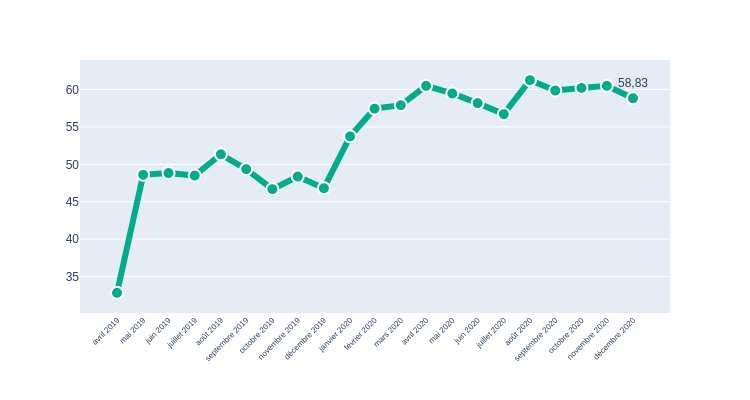 58,83
60
55
50
45
40
35
avril 2019
mai 2019
juin 2019
juillet 2019
août 2019
septembre 2019
octobre 2019
novembre 2019
décembre 2019
janvier 2020
février 2020
mars 2020
avril 2020
mai 2020
juin 2020
juillet 2020
août 2020
septembre 2020
octobre 2020
novembre 2020
décembre 2020